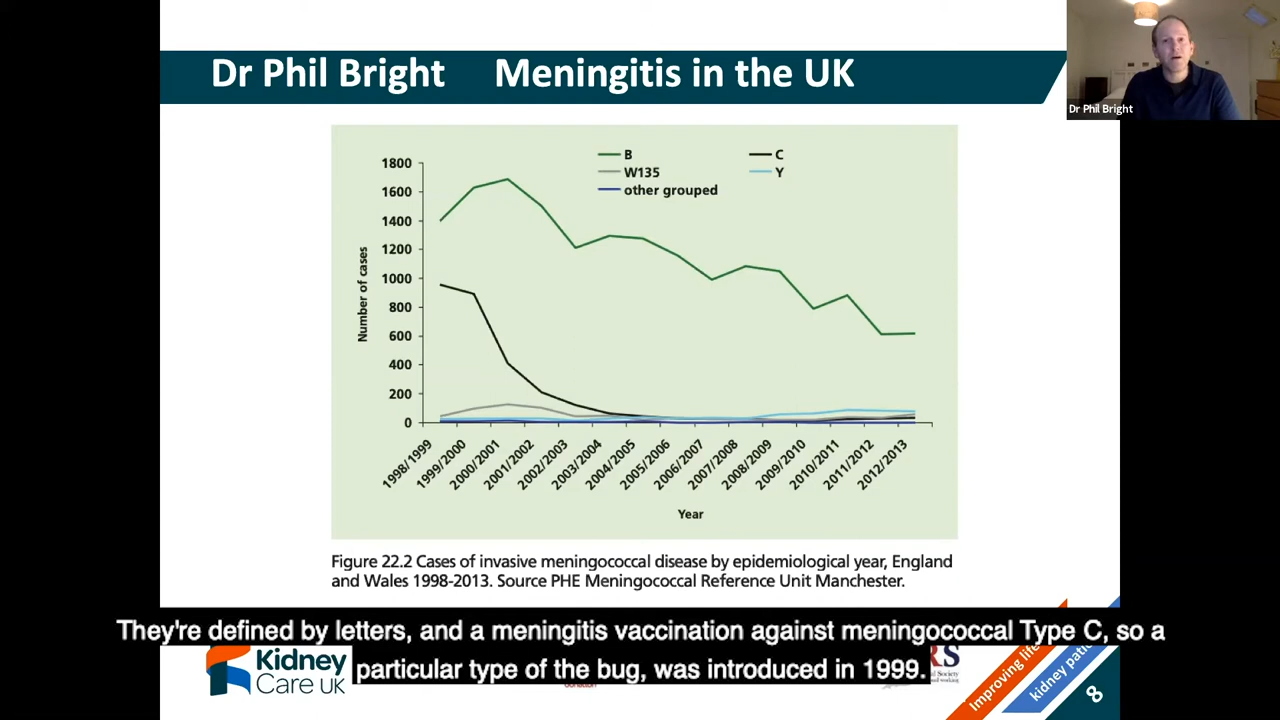 Dr Phil Bright Meningitis in the UK
Dr Phil Bright
B
C
W135
Y
other grouped
1800
1600
1400
1200
1000
800
600
400
200
0
Number of cases
1998/1999
1999/2000
2000/2001
2001/2002
2002/2003
2003/2004
2004/2005
2005/2006
2006/2007
2007/2008
2008/2009
2009/2010
2010/2011
2011/2012
2012/2013
Year
Figure 22.2 Cases of invasive meningococcal disease by epidemiological year, England
and Wales 1998-2013. Source PHE Meningococcal Reference Unit Manchester.
They're defined by letters, and a meningitis vaccination against meningococcal Type C, so a
particular type of the bug, was introduced in 1999.
Kidney
Care UK
Improving life
kidney
8